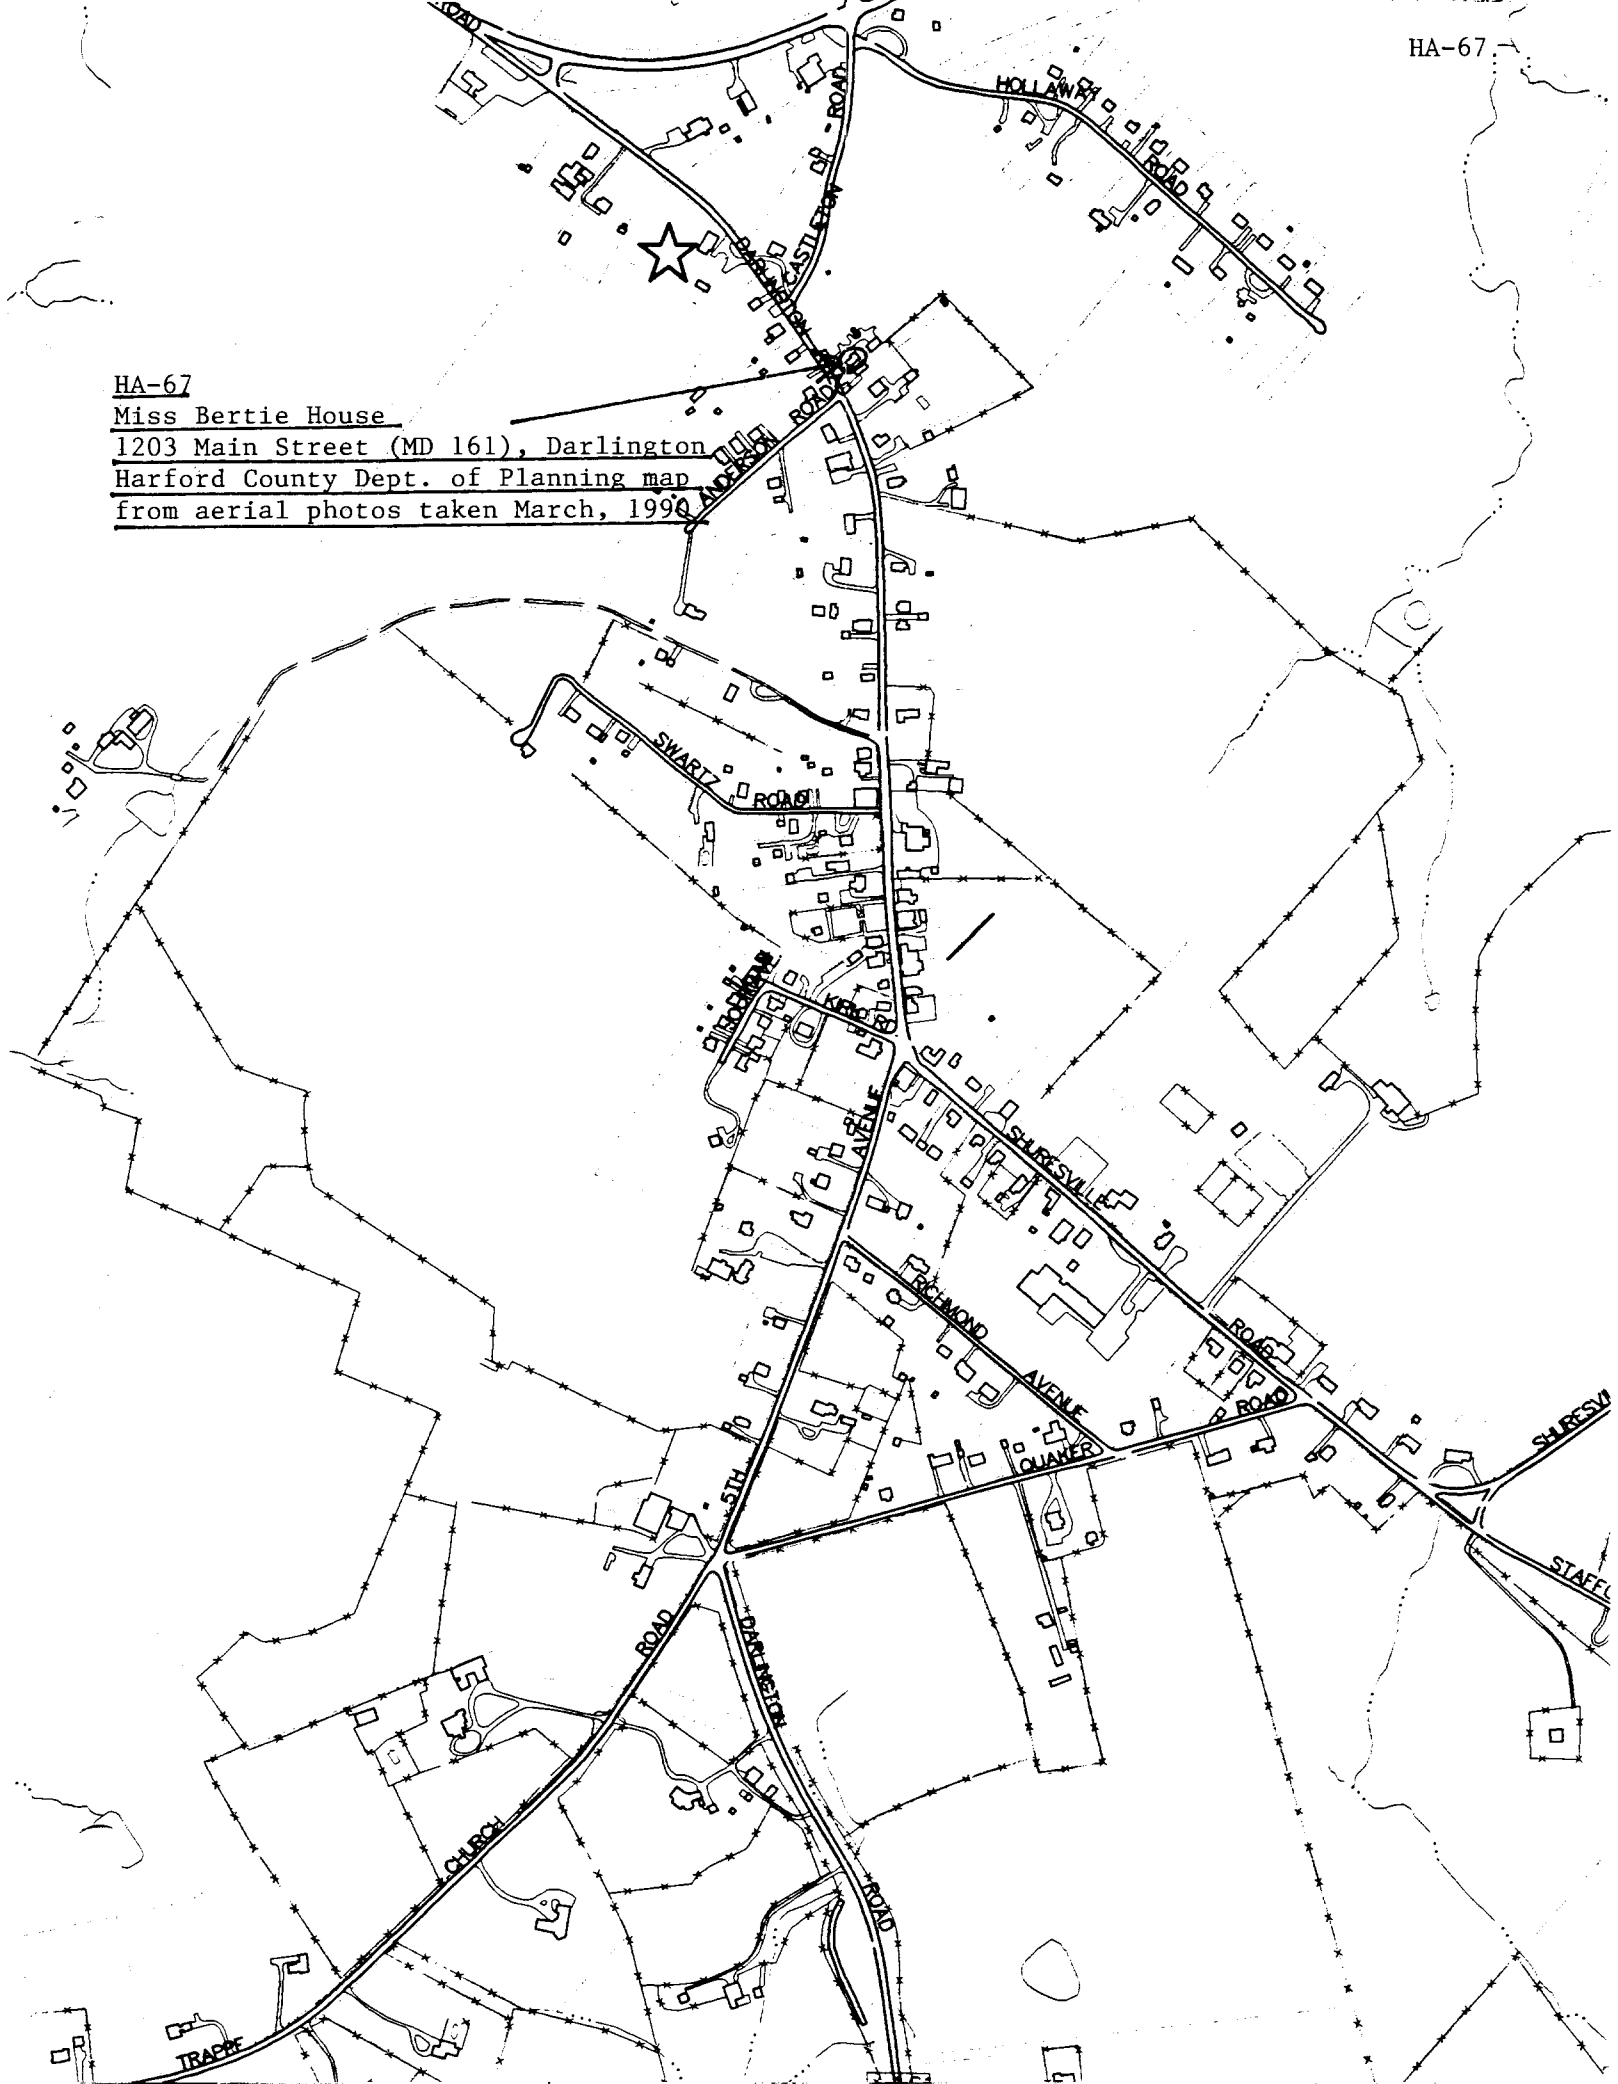 HA-67
ROAD
HOLLAWAY
ROAD
ROAD
CASTLETON
DARLINGTON
HA-67
Miss Bertie House
1203 Main Street (MD 161), Darlington
Harford County Dept. of Planning map
from aerial photos taken March, 1990
ANDERSON ROAD
SWARTZ
ROAD
KIRK RD
AVENUE
SHURESVILLE
RICHMOND
AVENUE
ROAD
ROAD
QUAKER
5TH
SHURESVI
STAFFO
ROAD
DARLINGTON
CHURCH
ROAD
TRAPPE